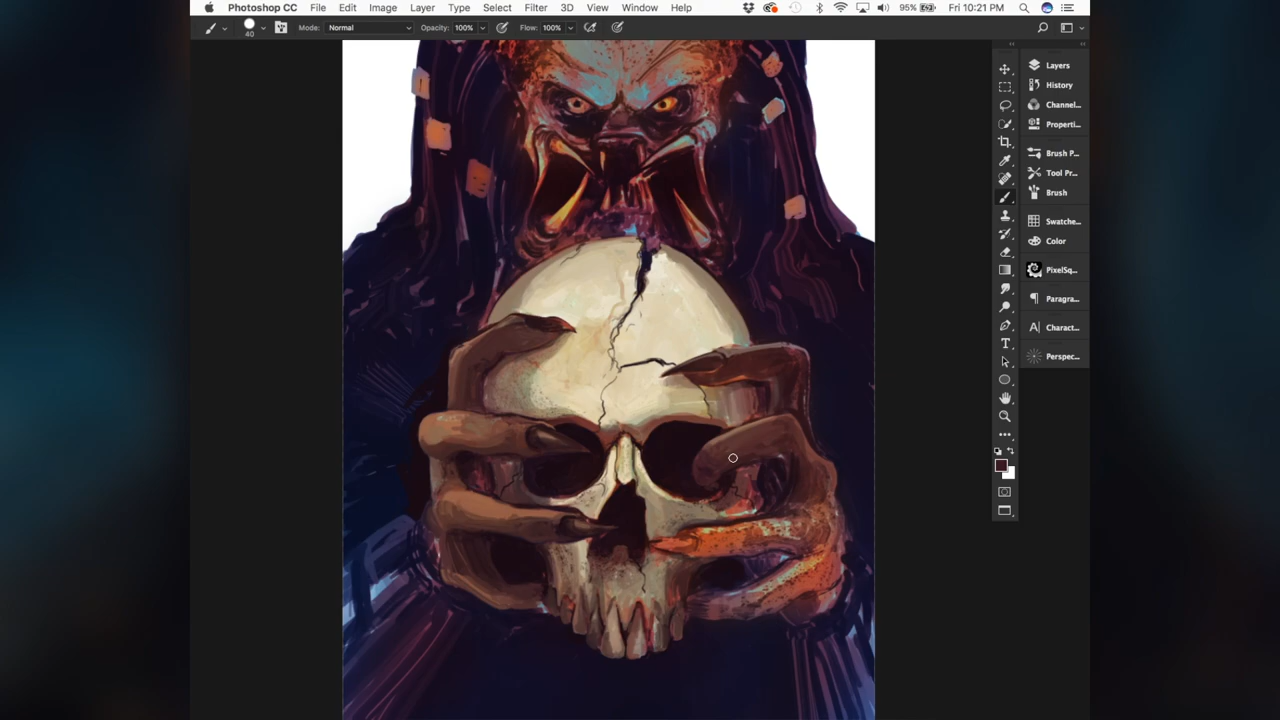 Photoshop CC File Edit Image Layer Type Select Filter 3D View Window Help 95% Fri 10:21 PM
40 Mode: Normal Opacity: 100% Flow: 100%
Layers
History
Channel...
Properti...
Brush P...
Tool Pr...
Brush
Swatche...
Color
PixelSq...
Paragra...
Charact...
Perspec...